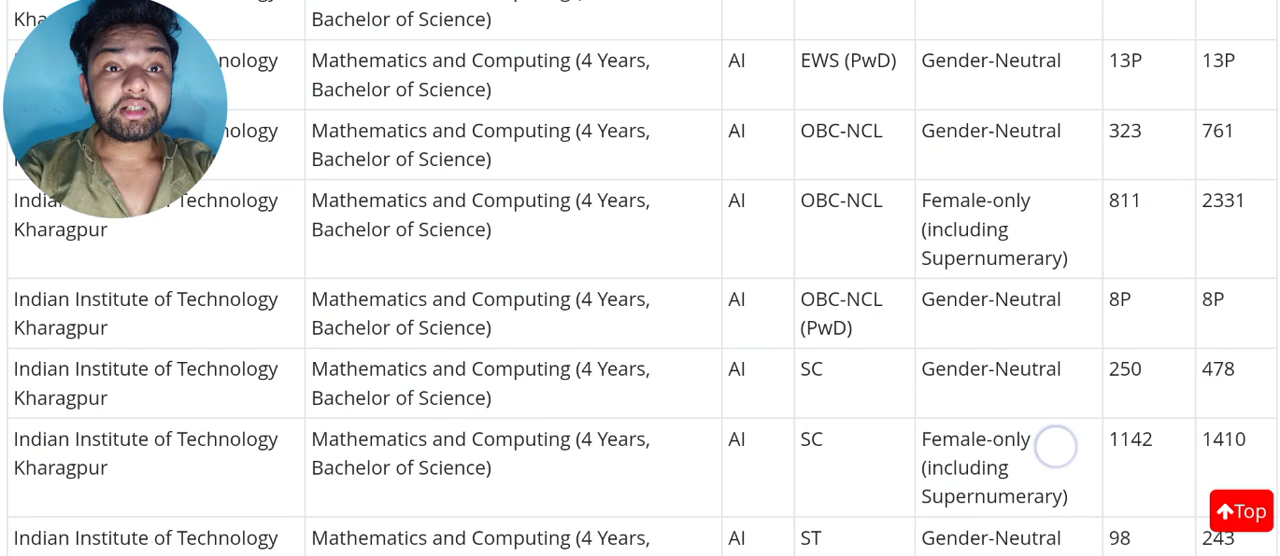 Kha
Bachelor of Science)
nology
Mathematics and Computing (4 Years,
Bachelor of Science)
AI
EWS (PwD)
Gender-Neutral
13P
13P
nology
Mathematics and Computing (4 Years,
Bachelor of Science)
AI
OBC-NCL
Gender-Neutral
323
761
India
Technology
Kharagpur
Mathematics and Computing (4 Years,
Bachelor of Science)
AI
OBC-NCL
Female-only
(including
Supernumerary)
811
2331
Indian Institute of Technology
Kharagpur
Mathematics and Computing (4 Years,
Bachelor of Science)
AI
OBC-NCL
(PwD)
Gender-Neutral
8P
8P
Indian Institute of Technology
Kharagpur
Mathematics and Computing (4 Years,
Bachelor of Science)
AI
SC
Gender-Neutral
250
478
Indian Institute of Technology
Kharagpur
Mathematics and Computing (4 Years,
Bachelor of Science)
AI
SC
Female-only
(including
Supernumerary)
1142
1410
Top
Indian Institute of Technology
Mathematics and Computing (4 Years,
AI
ST
Gender-Neutral
98
243